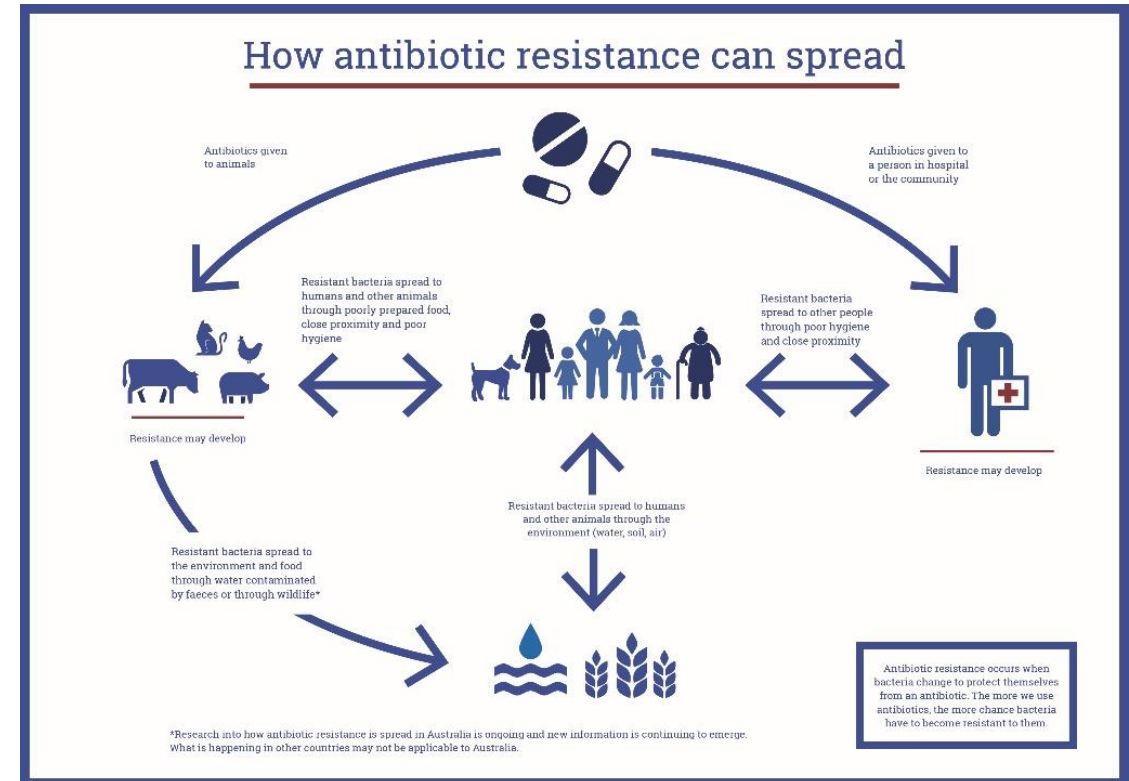 How antibiotic resistance can spread
Antibiotics given
to animals
Antibiotics given to
a person in hospital
or the community
Resistant bacteria spread to
humans and other animals
through poorly prepared food,
close proximity and poor
hygiene
Resistant bacteria
spread to other people
through poor hygiene
and close proximity
Resistance may develop
Resistance may develop
Resistant bacteria spread to humans
and other animals through the
environment (water, soil, air)
Resistant bacteria spread to
the environment and food
through water contaminated
by faeces or through wildlife*
Antibiotic resistance occurs when
bacteria change to protect themselves
from an antibiotic. The more we use
antibiotics, the more chance bacteria
have to become resistant to them.
*Research into how antibiotic resistance is spread in Australia is ongoing and new information is continuing to emerge.
What is happening in other countries may not be applicable to Australia.